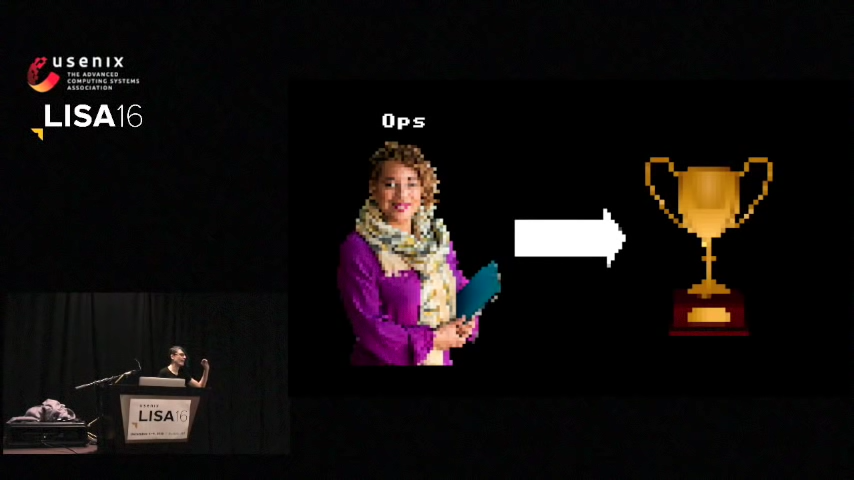 usenix
THE ADVANCED
COMPUTING SYSTEMS
ASSOCIATION
LISA16
Ops
USENIX
LISA16